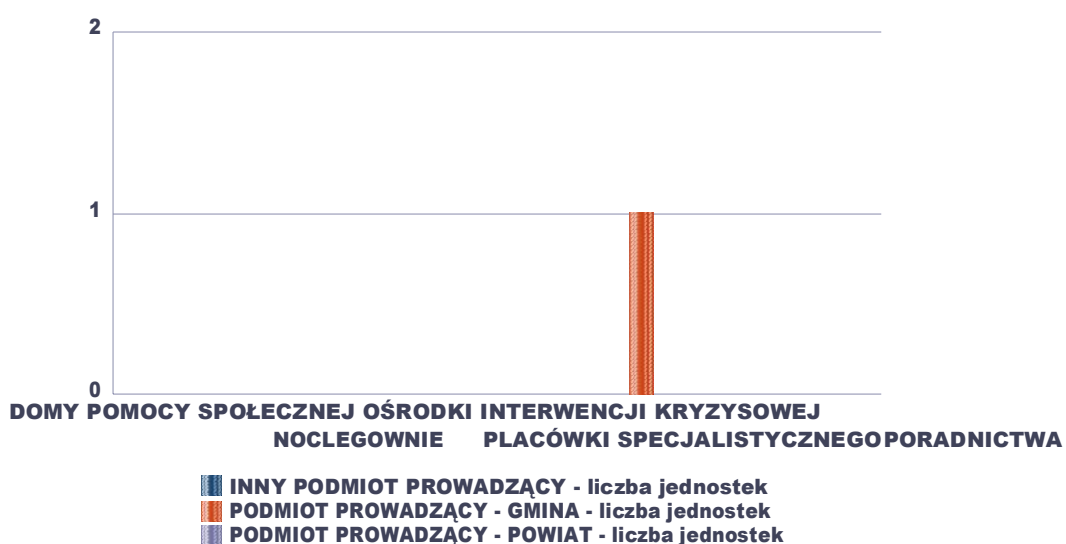 2
1
0
DOMY POMOCY SPOŁECZNEJ OŚRODKI INTERWENCJI KRYZYSOWEJ
NOCLEGOWNIE PLACÓWKI SPECJALISTYCZNEGO PORADNICTWA
INNY PODMIOT PROWADZĄCY - liczba jednostek
PODMIOT PROWADZĄCY - GMINA - liczba jednostek
PODMIOT PROWADZĄCY - POWIAT - liczba jednostek